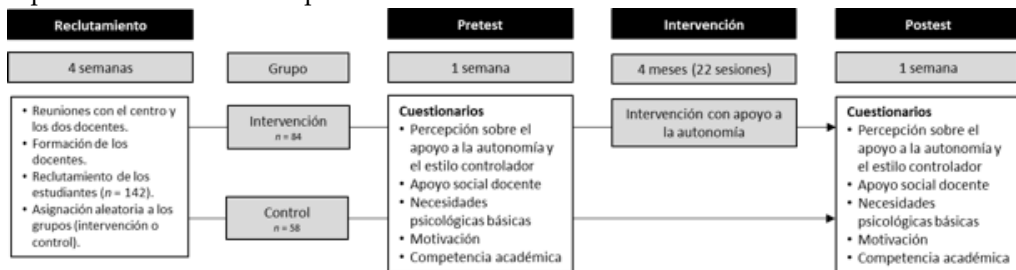 Reclutamiento
Pretest
Intervención
Postest
4 semanas
Grupo
1 semana
4 meses (22 sesiones)
1 semana
• Reuniones con el centro y
los dos docentes.
• Formación de los
docentes.
• Reclutamiento de los
estudiantes (n = 142).
• Asignación aleatoria a los
grupos (intervención o
control).
Intervención
n = 84
Control
n = 58
Cuestionarios
• Percepción sobre el
apoyo a la autonomía y
el estilo controlador
• Apoyo social docente
• Necesidades
psicológicas básicas
• Motivación
• Competencia académica
Intervención con apoyo a
la autonomía
Cuestionarios
• Percepción sobre el
apoyo a la autonomía y
el estilo controlador
• Apoyo social docente
• Necesidades
psicológicas básicas
• Motivación
• Competencia académica